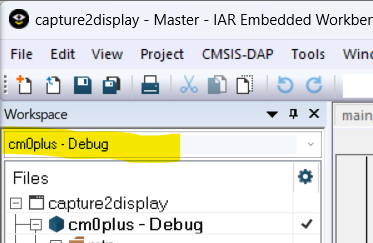 capture2display - Master - IAR Embedded Workben
File Edit View Project CMSIS-DAP Tools
Workspace
main
cm0plus - Debug
Files
capture2display
cm0plus - Debug